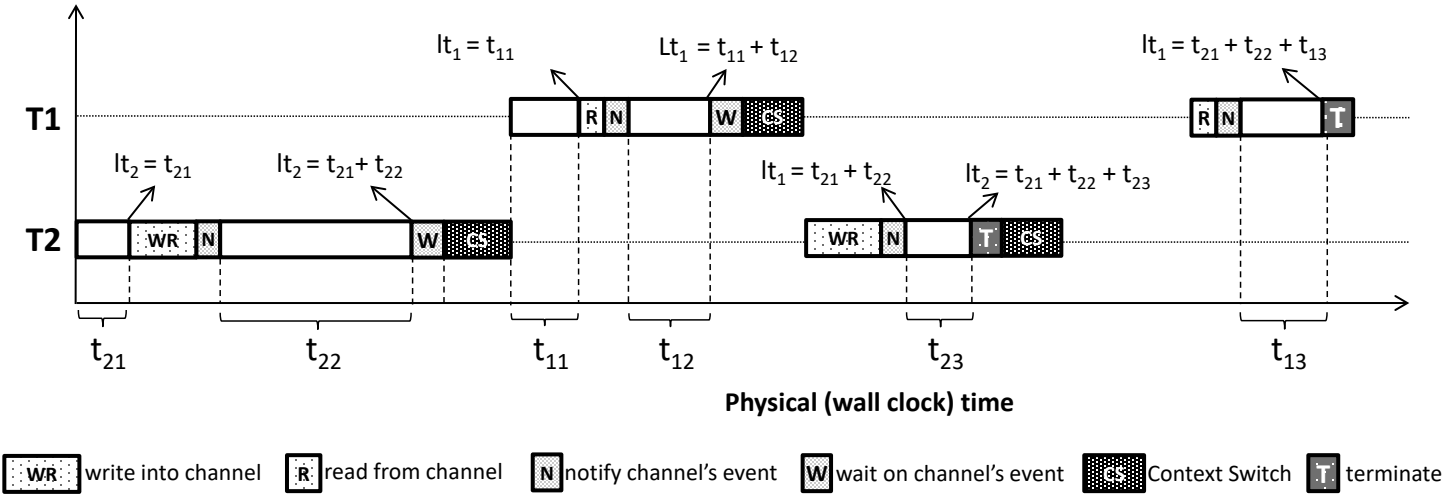 lt₁ = t₁₁ Lt₁ = t₁₁ + t₁₂ lt₁ = t₂₁ + t₂₂ + t₁₃
T1 R N W CS R N T
lt₂ = t₂₁ lt₂ = t₂₁ + t₂₂ lt₁ = t₂₁ + t₂₂ lt₂ = t₂₁ + t₂₂ + t₂₃
T2 WR N W CS WR N T CS
t₂₁ t₂₂ t₁₁ t₁₂ t₂₃ t₁₃
Physical (wall clock) time
WR write into channel R read from channel N notify channel's event W wait on channel's event CS Context Switch T terminate